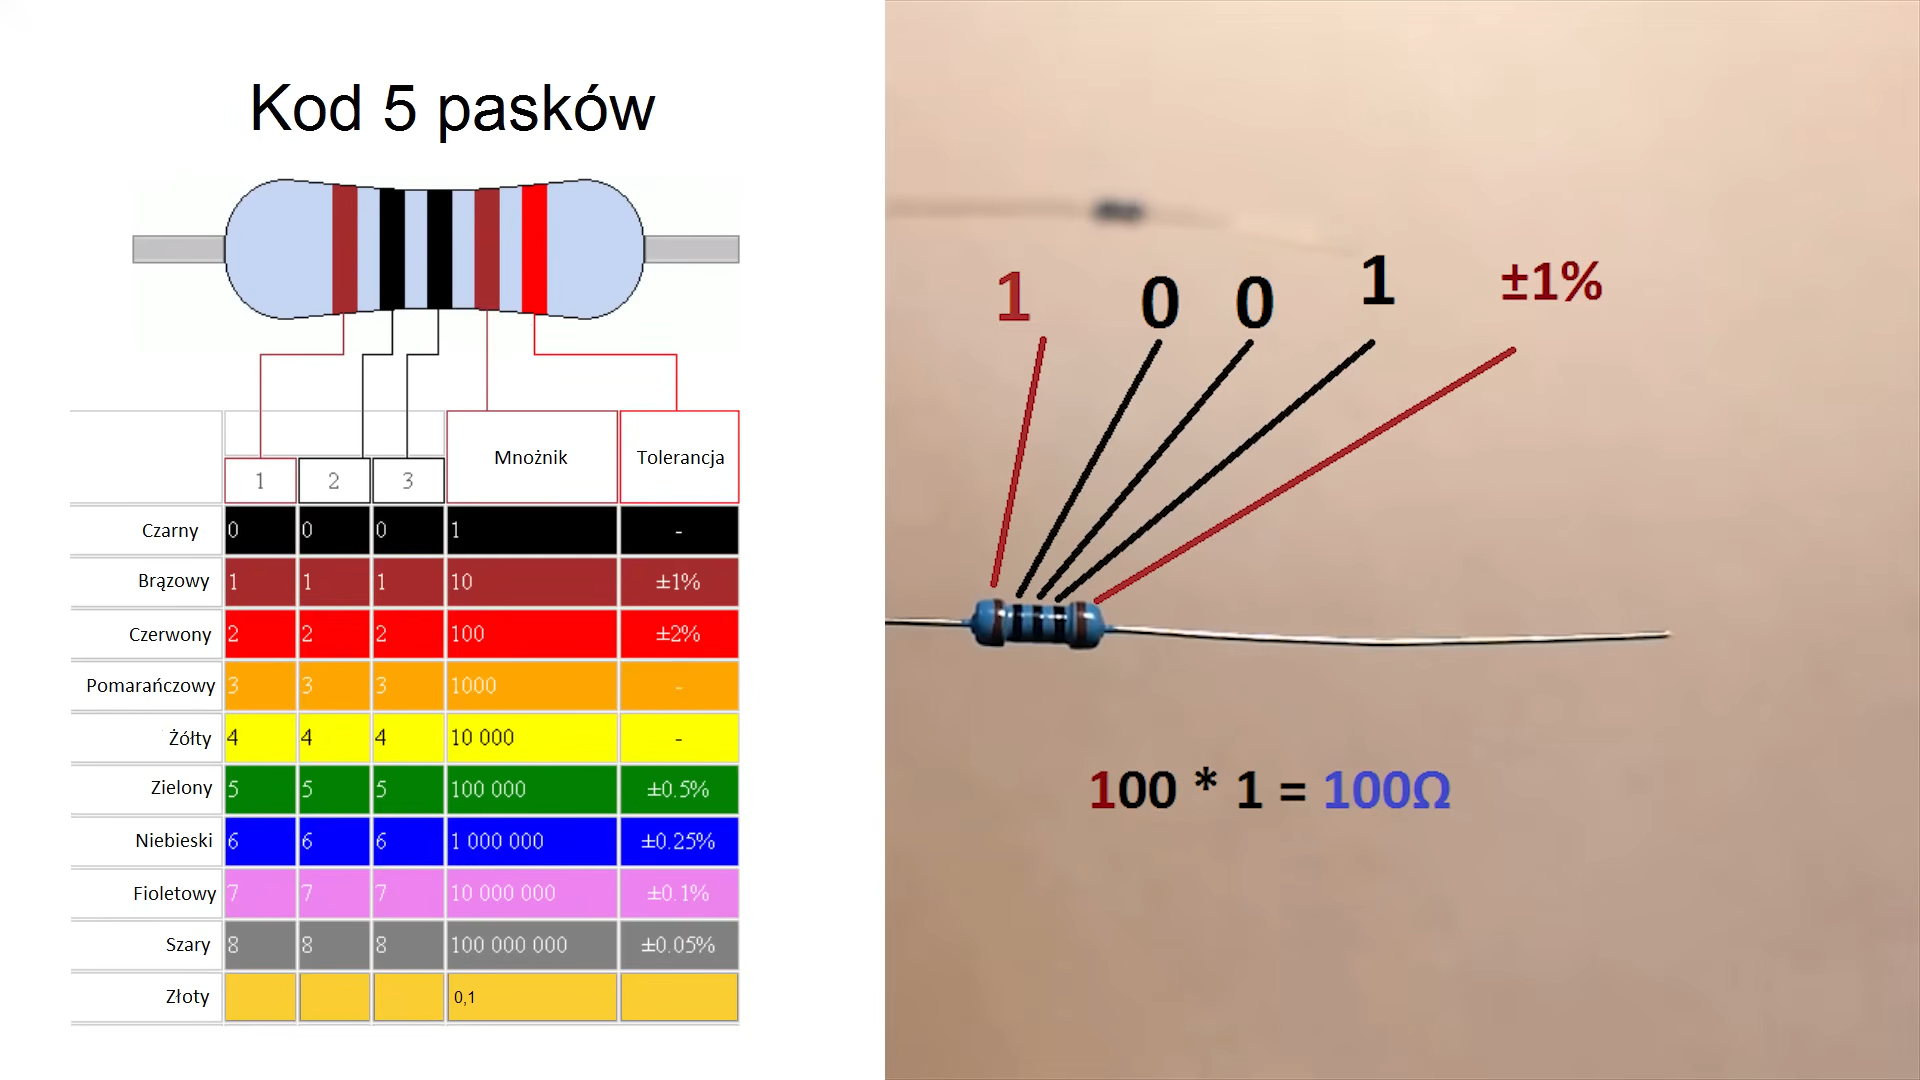 Kod 5 pasków
Mnożnik Tolerancja
1 2 3
Czarny 0 0 0 1 -
Brązowy 1 1 1 10 ±1%
Czerwony 2 2 2 100 ±2%
Pomarańczowy 3 3 3 1000 -
Żółty 4 4 4 10 000 -
Zielony 5 5 5 100 000 ±0.5%
Niebieski 6 6 6 1 000 000 ±0.25%
Fioletowy 7 7 7 10 000 000 ±0.1%
Szary 8 8 8 100 000 000 ±0.05%
Złoty 0,1
1 0 0 1 ±1%
100 * 1 = 100Ω